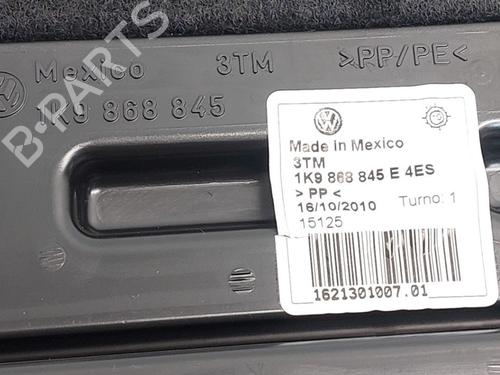 B-PARTS
Mexico 3TM >PP/PE<
1K9 868 845
Made in Mexico
3TM
1K9 868 845 E 4ES
> PP <
16/10/2010 Turno: 1
15125
1621301007.01